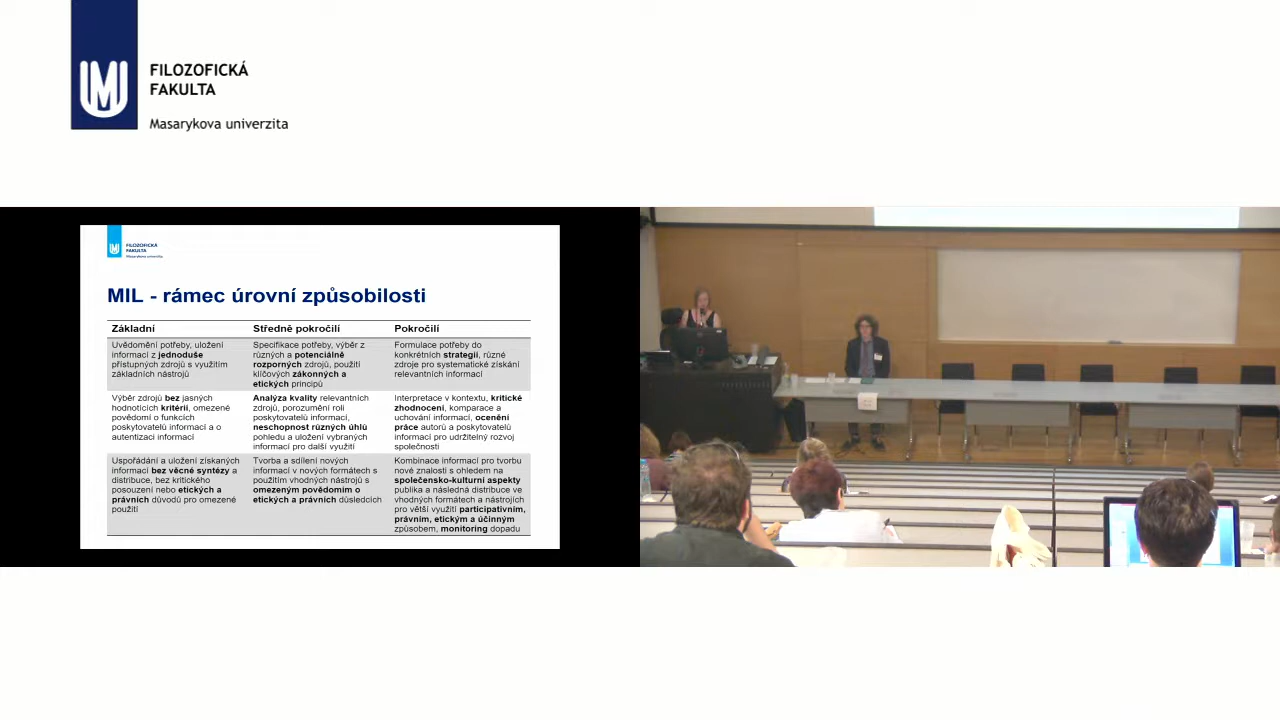 FILOZOFICKÁ
FAKULTA
Masarykova univerzita
FILOZOFICKÁ
FAKULTA
Masarykova univerzita
MIL - rámec úrovní způsobilosti
Základní
Středně pokročilí
Pokročilí
Uvědomění potřeby, uložení
informací z jednoduše
přístupných zdrojů s využitím
základních nástrojů
Specifikace potřeby, výběr z
různých a potenciálně
rozporných zdrojů, použití
klíčových zákonných a
etických principů
Formulace potřeby do
konkrétních strategií, různé
zdroje pro systematické získání
relevantních informací
Výběr zdrojů bez jasných
hodnotících kritérií, omezené
povědomí o funkcích
poskytovatelů informací a o
autentizaci informací
Analýza kvality relevantních
zdrojů, porozumění roli
poskytovatelů informací,
neschopnost různých úhlů
pohledu a uložení vybraných
informací pro další využití
Interpretace v kontextu, kritické
zhodnocení, komparace a
uchování informací, ocenění
práce autorů a poskytovatelů
informací pro udržitelný rozvoj
společnosti
Uspořádání a uložení získaných
informací bez věcné syntézy a
distribuce, bez kritického
posouzení nebo etických a
právních důvodů pro omezené
použití
Tvorba a sdílení nových
informací v nových formátech s
použitím vhodných nástrojů s
omezeným povědomím o
etických a právních důsledcích
Kombinace informací pro tvorbu
nové znalosti s ohledem na
společensko-kulturní aspekty
publika a následná distribuce ve
vhodných formátech a nástrojích
pro větší využití participativním,
právním, etickým a účinným
způsobem, monitoring dopadu